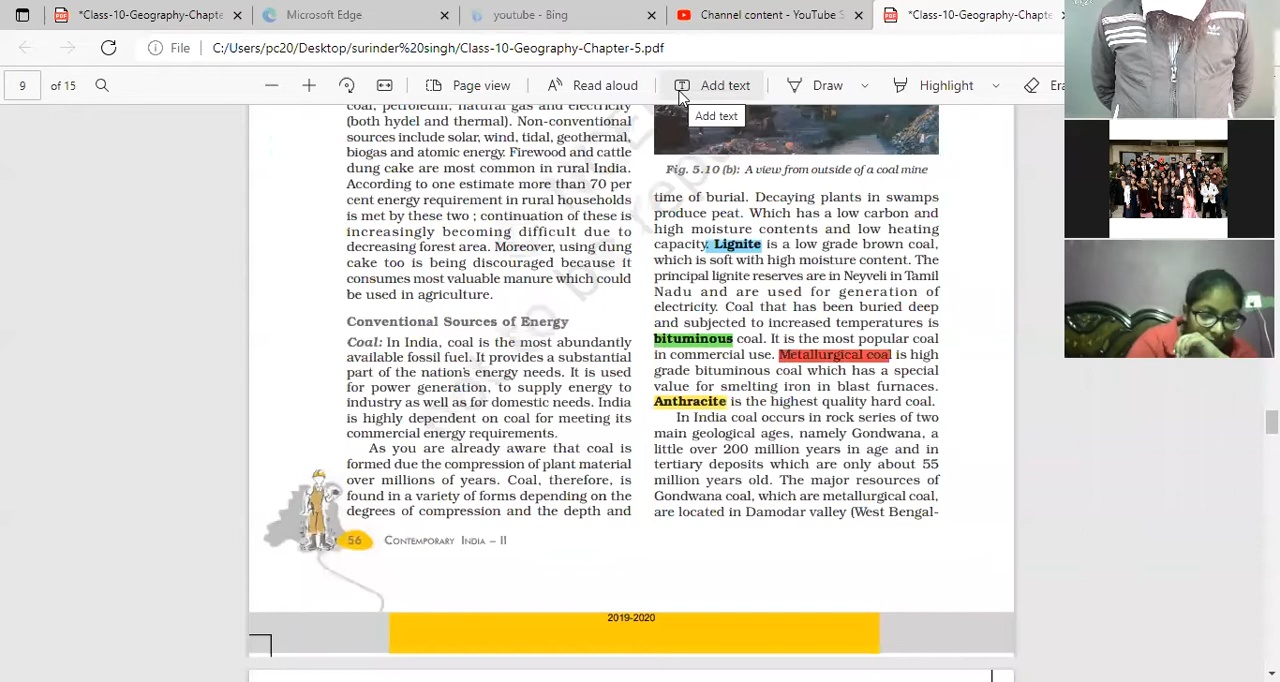 *Class-10-Geography-Chapte
Microsoft Edge
youtube - Bing
Channel content - YouTube S
*Class-10-Geography-Chapte
File
C:/Users/pc20/Desktop/surinder%20singh/Class-10-Geography-Chapter-5.pdf
9 of 15
Page view
Read aloud
Add text
Draw
Highlight
Era
Add text
coal, petroleum, natural gas and electricity
(both hydel and thermal). Non-conventional
sources include solar, wind, tidal, geothermal,
biogas and atomic energy. Firewood and cattle
dung cake are most common in rural India.
According to one estimate more than 70 per
cent energy requirement in rural households
is met by these two ; continuation of these is
increasingly becoming difficult due to
decreasing forest area. Moreover, using dung
cake too is being discouraged because it
consumes most valuable manure which could
be used in agriculture.
Conventional Sources of Energy
Coal: In India, coal is the most abundantly
available fossil fuel. It provides a substantial
part of the nation's energy needs. It is used
for power generation, to supply energy to
industry as well as for domestic needs. India
is highly dependent on coal for meeting its
commercial energy requirements.
As you are already aware that coal is
formed due the compression of plant material
over millions of years. Coal, therefore, is
found in a variety of forms depending on the
degrees of compression and the depth and
56 Contemporary India – II
Fig. 5.10 (b): A view from outside of a coal mine
time of burial. Decaying plants in swamps
produce peat. Which has a low carbon and
high moisture contents and low heating
capacity. Lignite is a low grade brown coal,
which is soft with high moisture content. The
principal lignite reserves are in Neyveli in Tamil
Nadu and are used for generation of
electricity. Coal that has been buried deep
and subjected to increased temperatures is
bituminous coal. It is the most popular coal
in commercial use. Metallurgical coal is high
grade bituminous coal which has a special
value for smelting iron in blast furnaces.
Anthracite is the highest quality hard coal.
In India coal occurs in rock series of two
main geological ages, namely Gondwana, a
little over 200 million years in age and in
tertiary deposits which are only about 55
million years old. The major resources of
Gondwana coal, which are metallurgical coal,
are located in Damodar valley (West Bengal-
2019-2020